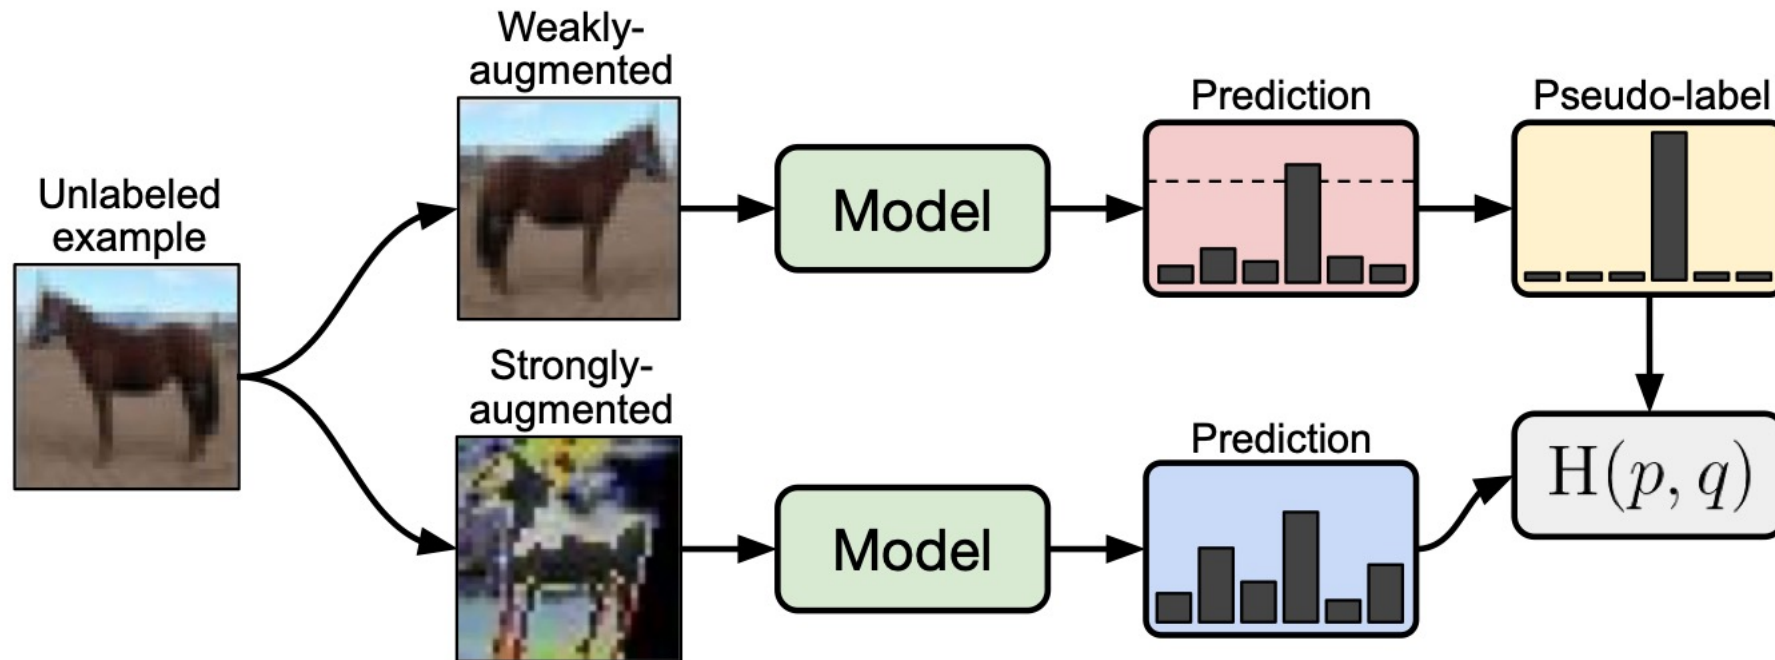 Unlabeled
example
Weakly-
augmented
Model
Prediction
Pseudo-label
Strongly-
augmented
Model
Prediction
H(p, q)